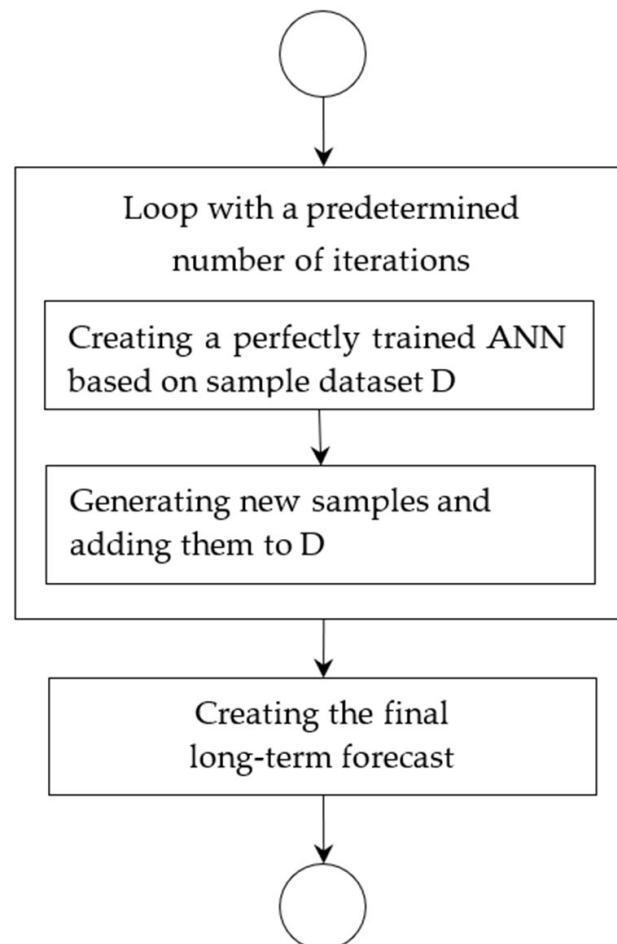 Loop with a predetermined
number of iterations
Creating a perfectly trained ANN
based on sample dataset D
Generating new samples and
adding them to D
Creating the final
long-term forecast